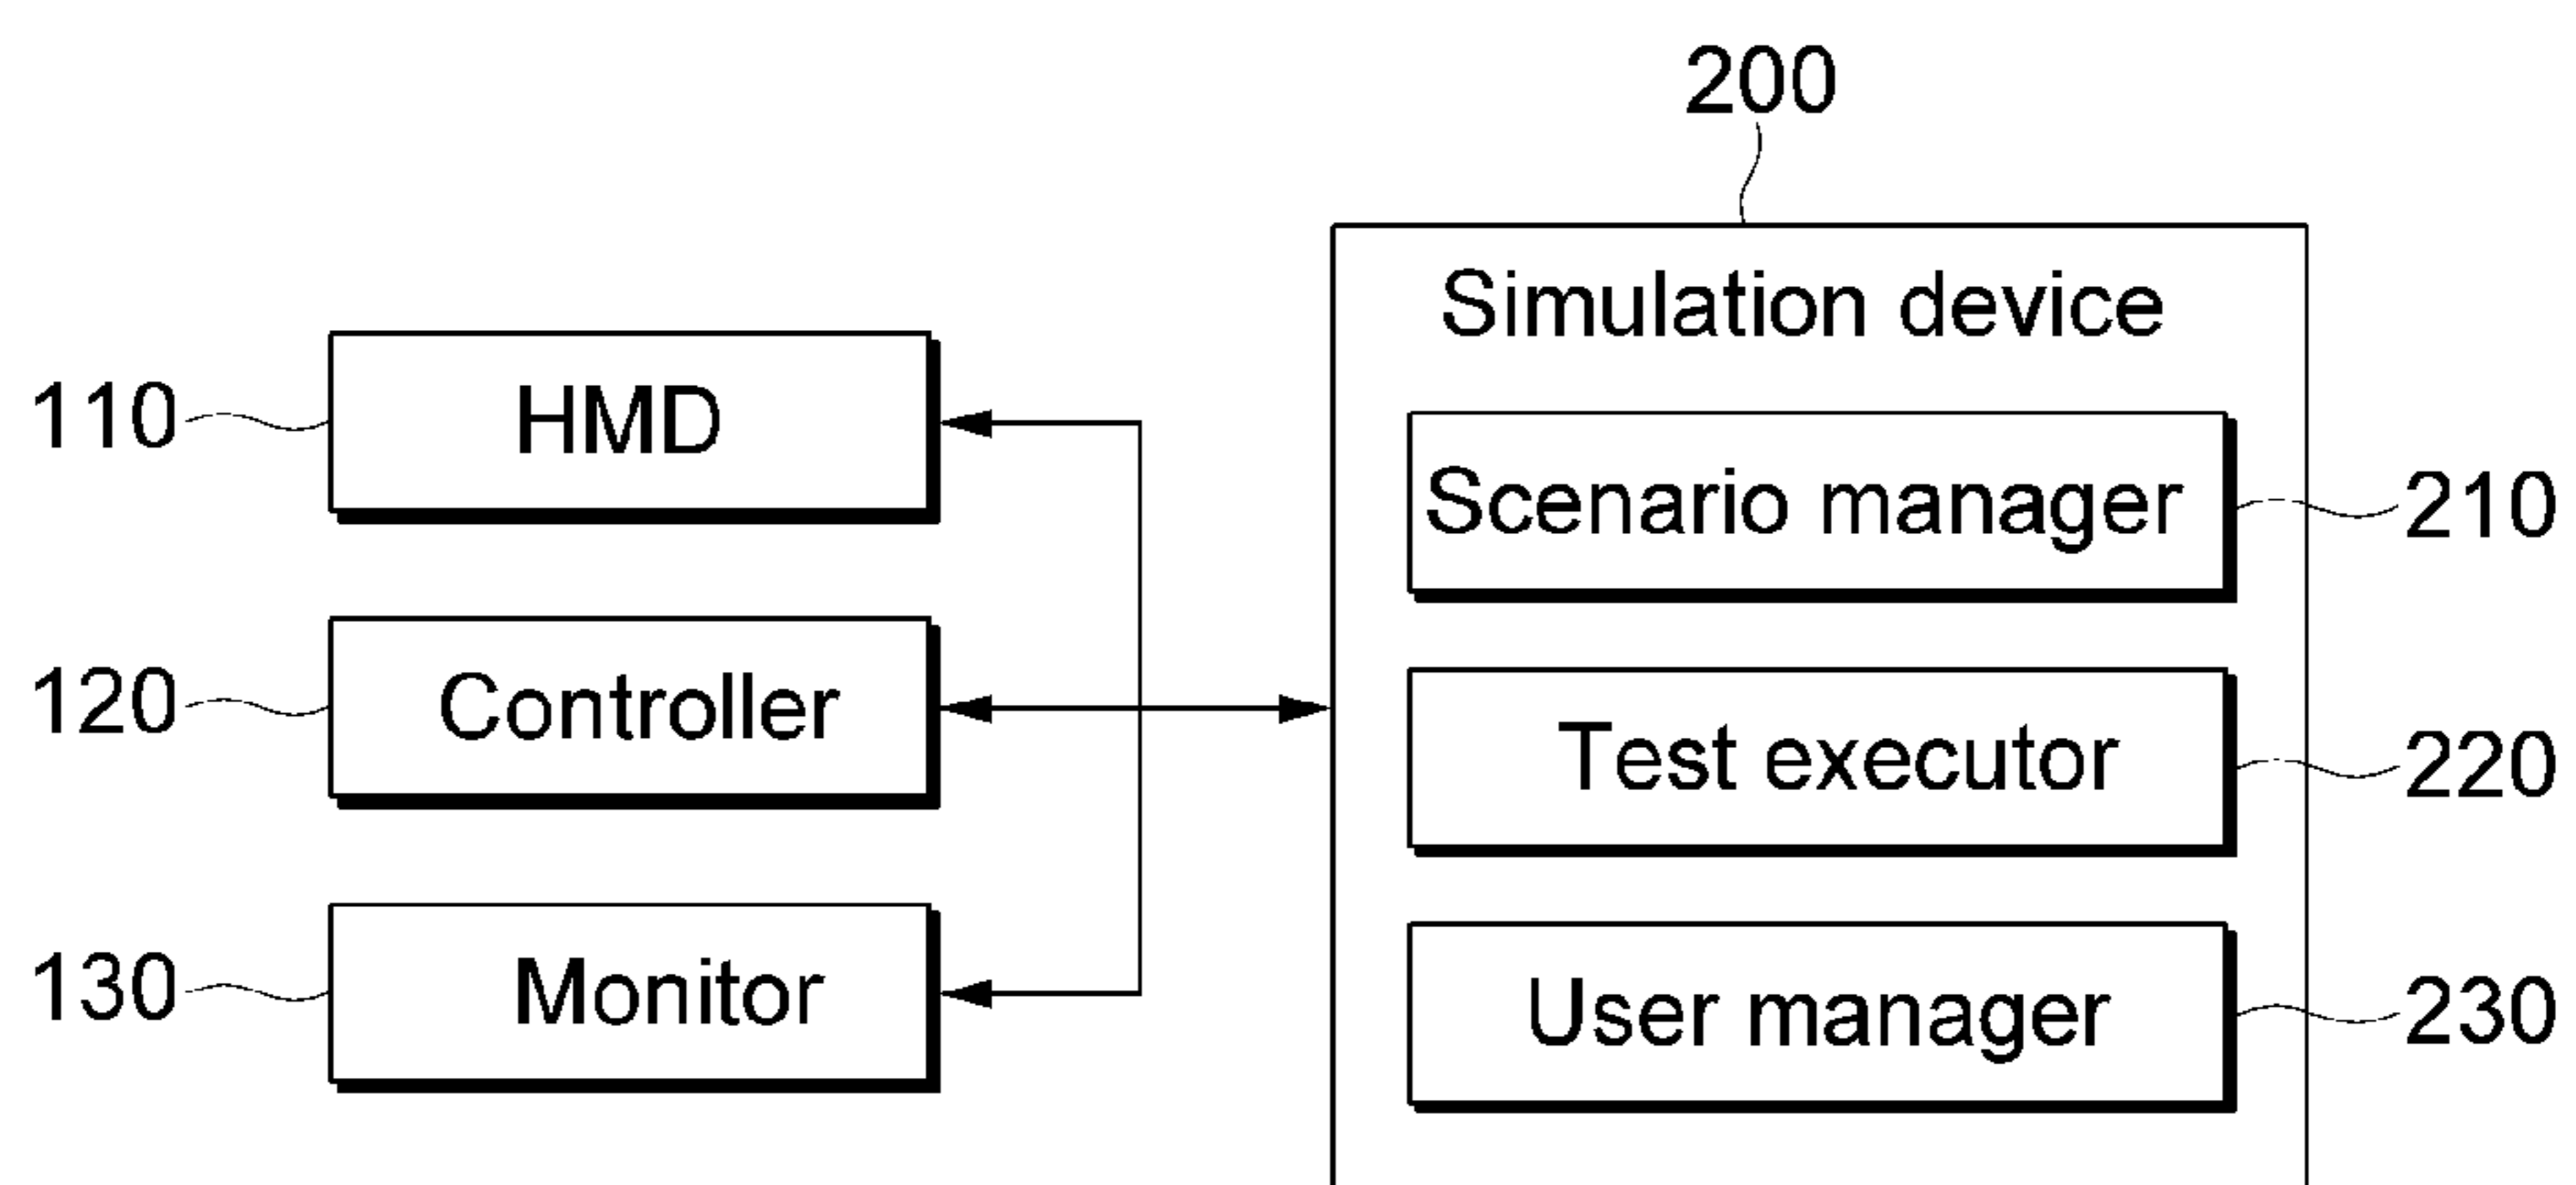 200
Simulation device
110
HMD
Scenario manager
210
120
Controller
Test executor
220
130
Monitor
User manager
230